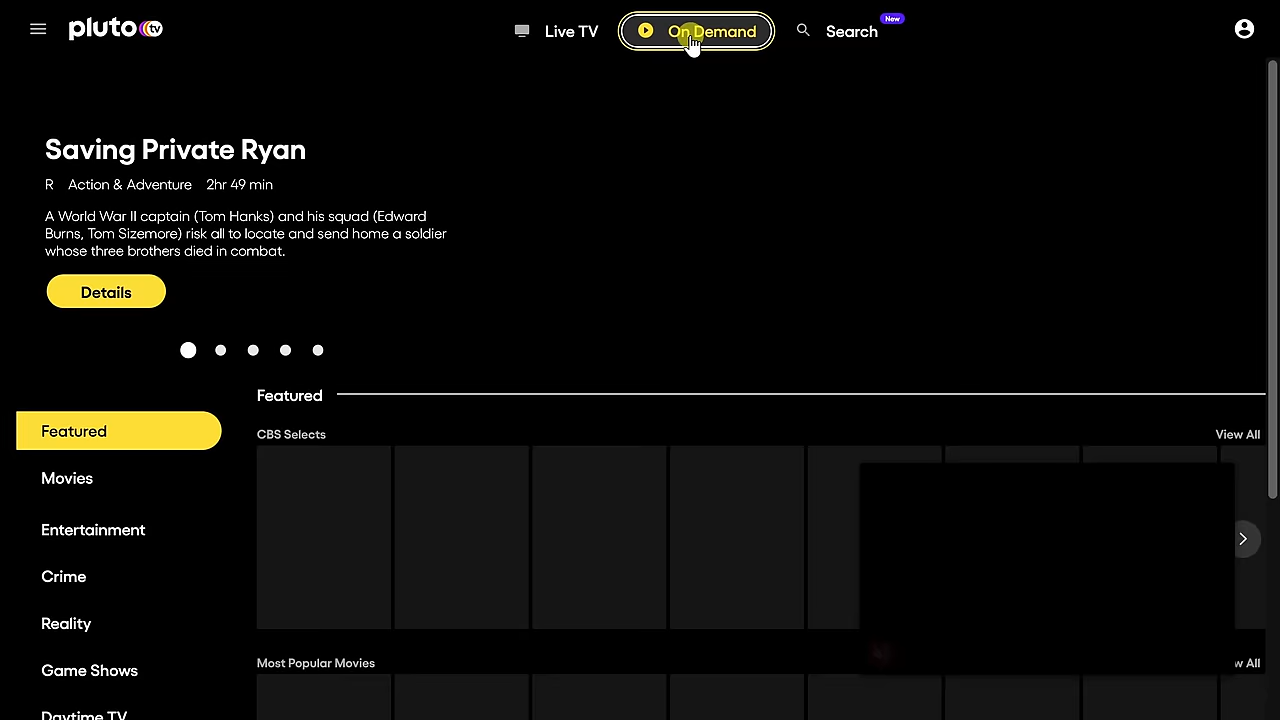 pluto tv
Live TV
On Demand
Search
New
Saving Private Ryan
R Action & Adventure 2hr 49 min
A World War II captain (Tom Hanks) and his squad (Edward
Burns, Tom Sizemore) risk all to locate and send home a soldier
whose three brothers died in combat.
Details
Featured
Movies
Entertainment
Crime
Reality
Game Shows
Daytime TV
Featured
CBS Selects
View All
Most Popular Movies
w All